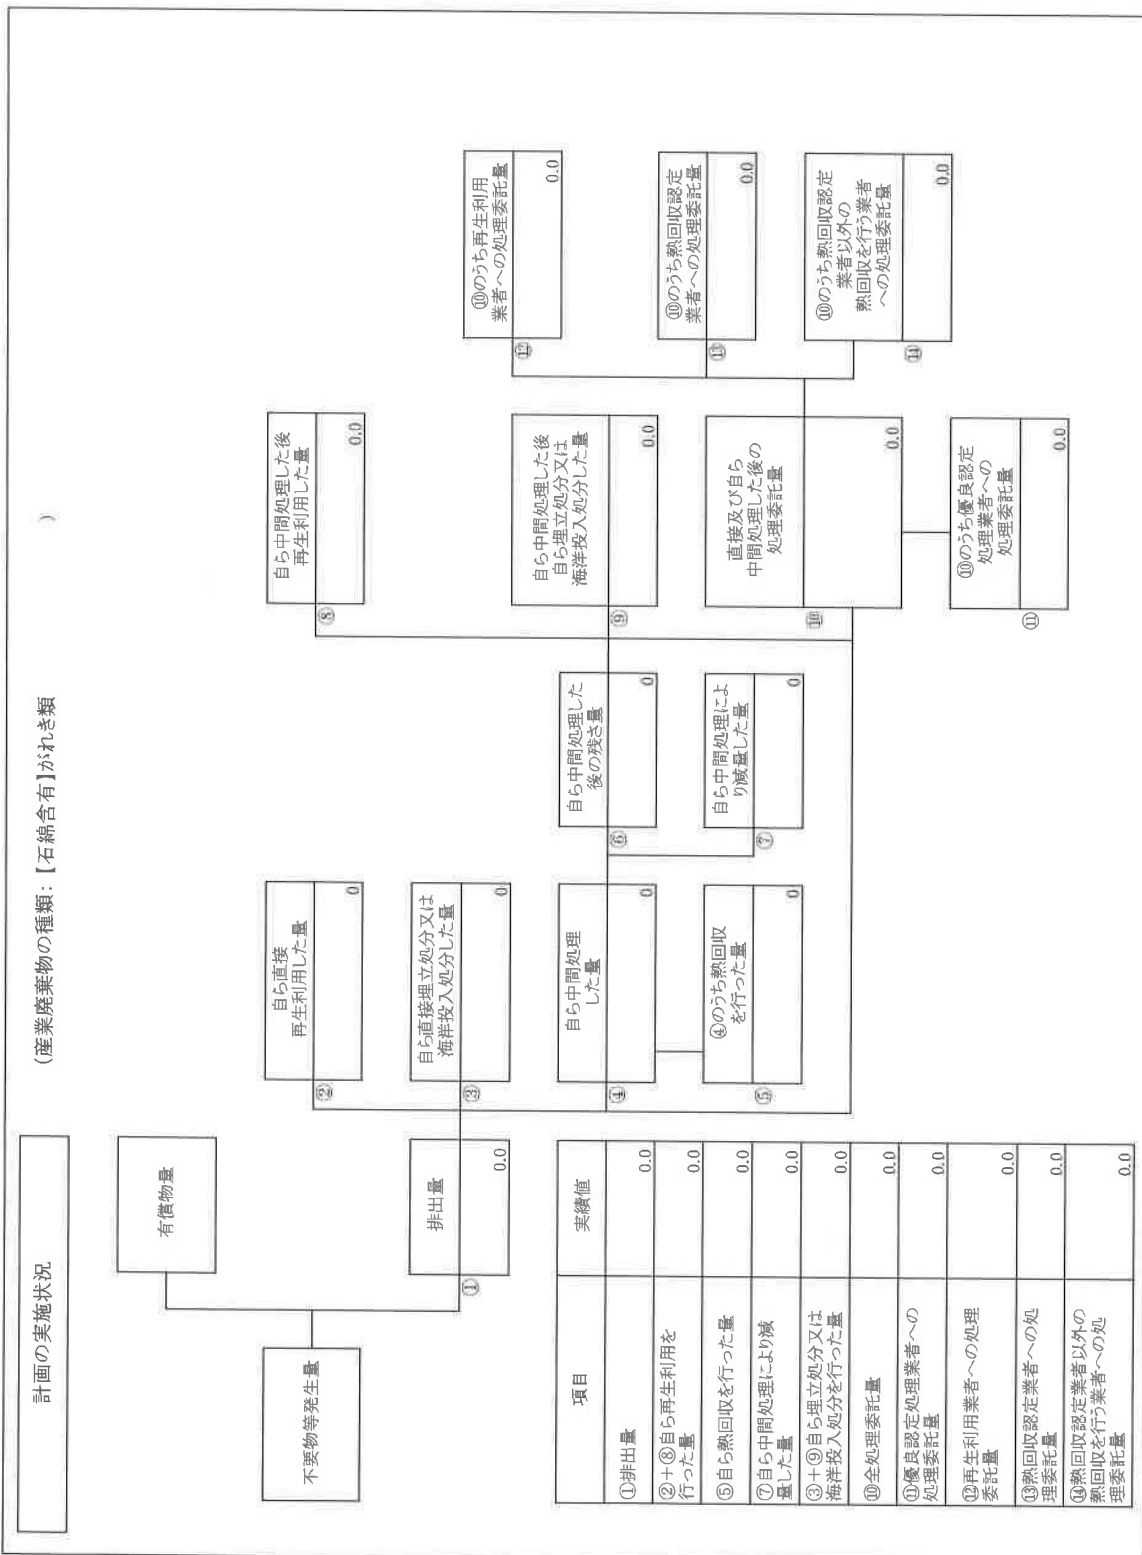 計画の実施状況
(産業廃棄物の種類:【石綿含有】がれき類 )
不要物等発生量
有償物量
①
排出量
0.0
②
自ら直接
再生利用した量
0
③
自ら直接埋立処分又は
海洋投入処分した量
0
④
自ら中間処理
した量
0
⑤
④のうち熱回収
を行った量
0
⑥
自ら中間処理した
後の残さ量
0
⑦
自ら中間処理によ
り減量した量
0
⑧
自ら中間処理した後
再生利用した量
0.0
⑨
自ら中間処理した後
自ら埋立処分又は
海洋投入処分した量
0.0
⑩
直接及び自ら
中間処理した後の
処理委託量
0.0
⑪
⑩のうち優良認定
処理業者への
処理委託量
0.0
⑫
⑩のうち再生利用
業者への処理委託量
0.0
⑬
⑩のうち熱回収認定
業者への処理委託量
0.0
⑭
⑩のうち熱回収認定
業者以外の
熱回収を行う業者
への処理委託量
0.0
項目 実績値
①排出量 0.0
②+⑧自ら再生利用を
行った量 0.0
⑤自ら熱回収を行った量 0.0
⑦自ら中間処理により減
量した量 0.0
③+⑨自ら埋立処分又は
海洋投入処分を行った量 0.0
⑩全処理委託量 0.0
⑪優良認定処理業者への
処理委託量 0.0
⑫再生利用業者への処理
委託量 0.0
⑬熱回収認定業者への処
理委託量 0.0
⑭熱回収認定業者以外の
熱回収を行う業者への処
理委託量 0.0